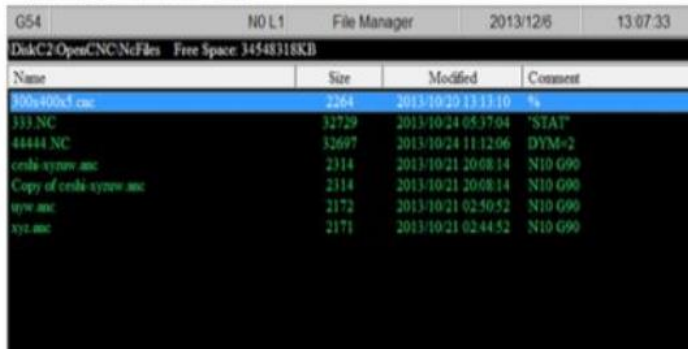 G54 N0 L1 File Manager 2013/12/6 13:07:33
DiskC2\OpenCNC\NcFiles Free Space: 34548318KB
Name Size Modified Comment
300x400x5.cnc 2264 2013/10/20 13:13:10 %
333.NC 32729 2013/10/24 05:37:04 "STAT"
44444.NC 32697 2013/10/24 11:12:06 DYM=2
ceshi-xyzuw.anc 2314 2013/10/21 20:08:14 N10 G90
Copy of ceshi-xyzuw.anc 2314 2013/10/21 20:08:14 N10 G90
uyw.anc 2172 2013/10/21 02:50:52 N10 G90
xyz.anc 2171 2013/10/21 02:44:52 N10 G90